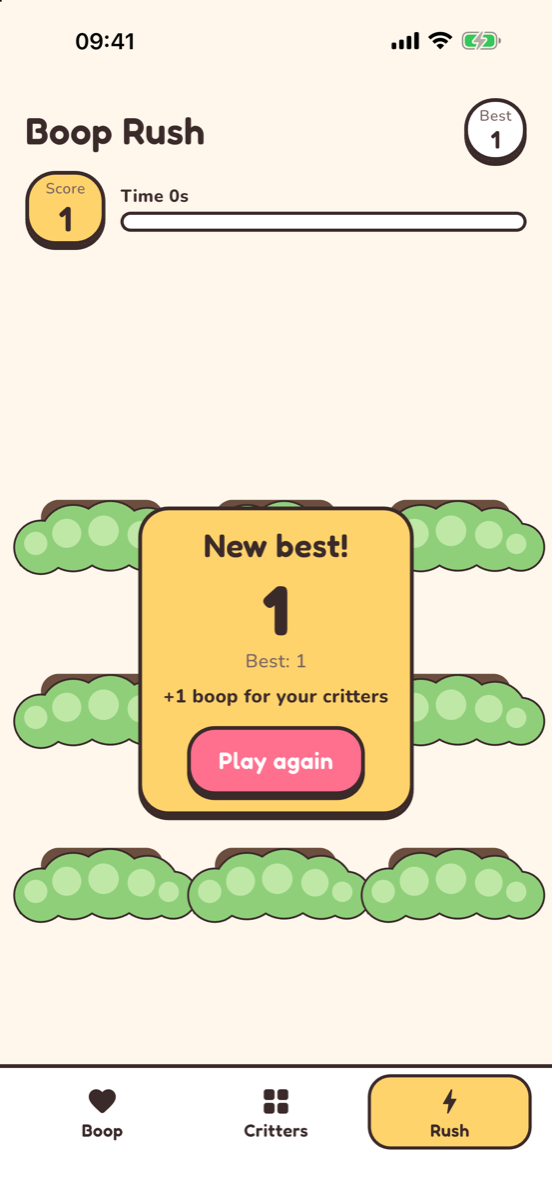 09:41
Boop Rush
Best
1
Score
1
Time 0s
New best!
1
Best: 1
+1 boop for your critters
Play again
Boop
Critters
Rush